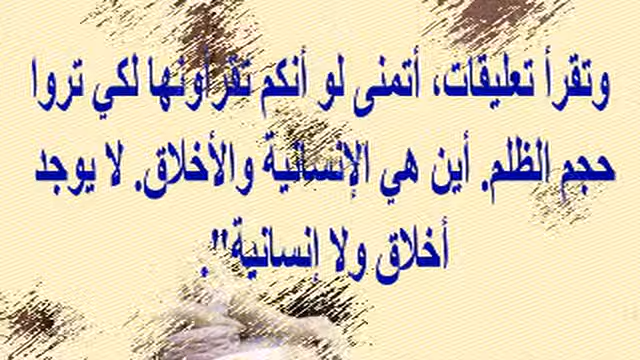 وتقرأ تعليقات، أتمنى لو أنكم تقرأونها لكي تروا
حجم الظلم. أين هي الإنسانية والأخلاق. لا يوجد
أخلاق ولا إنسانية".